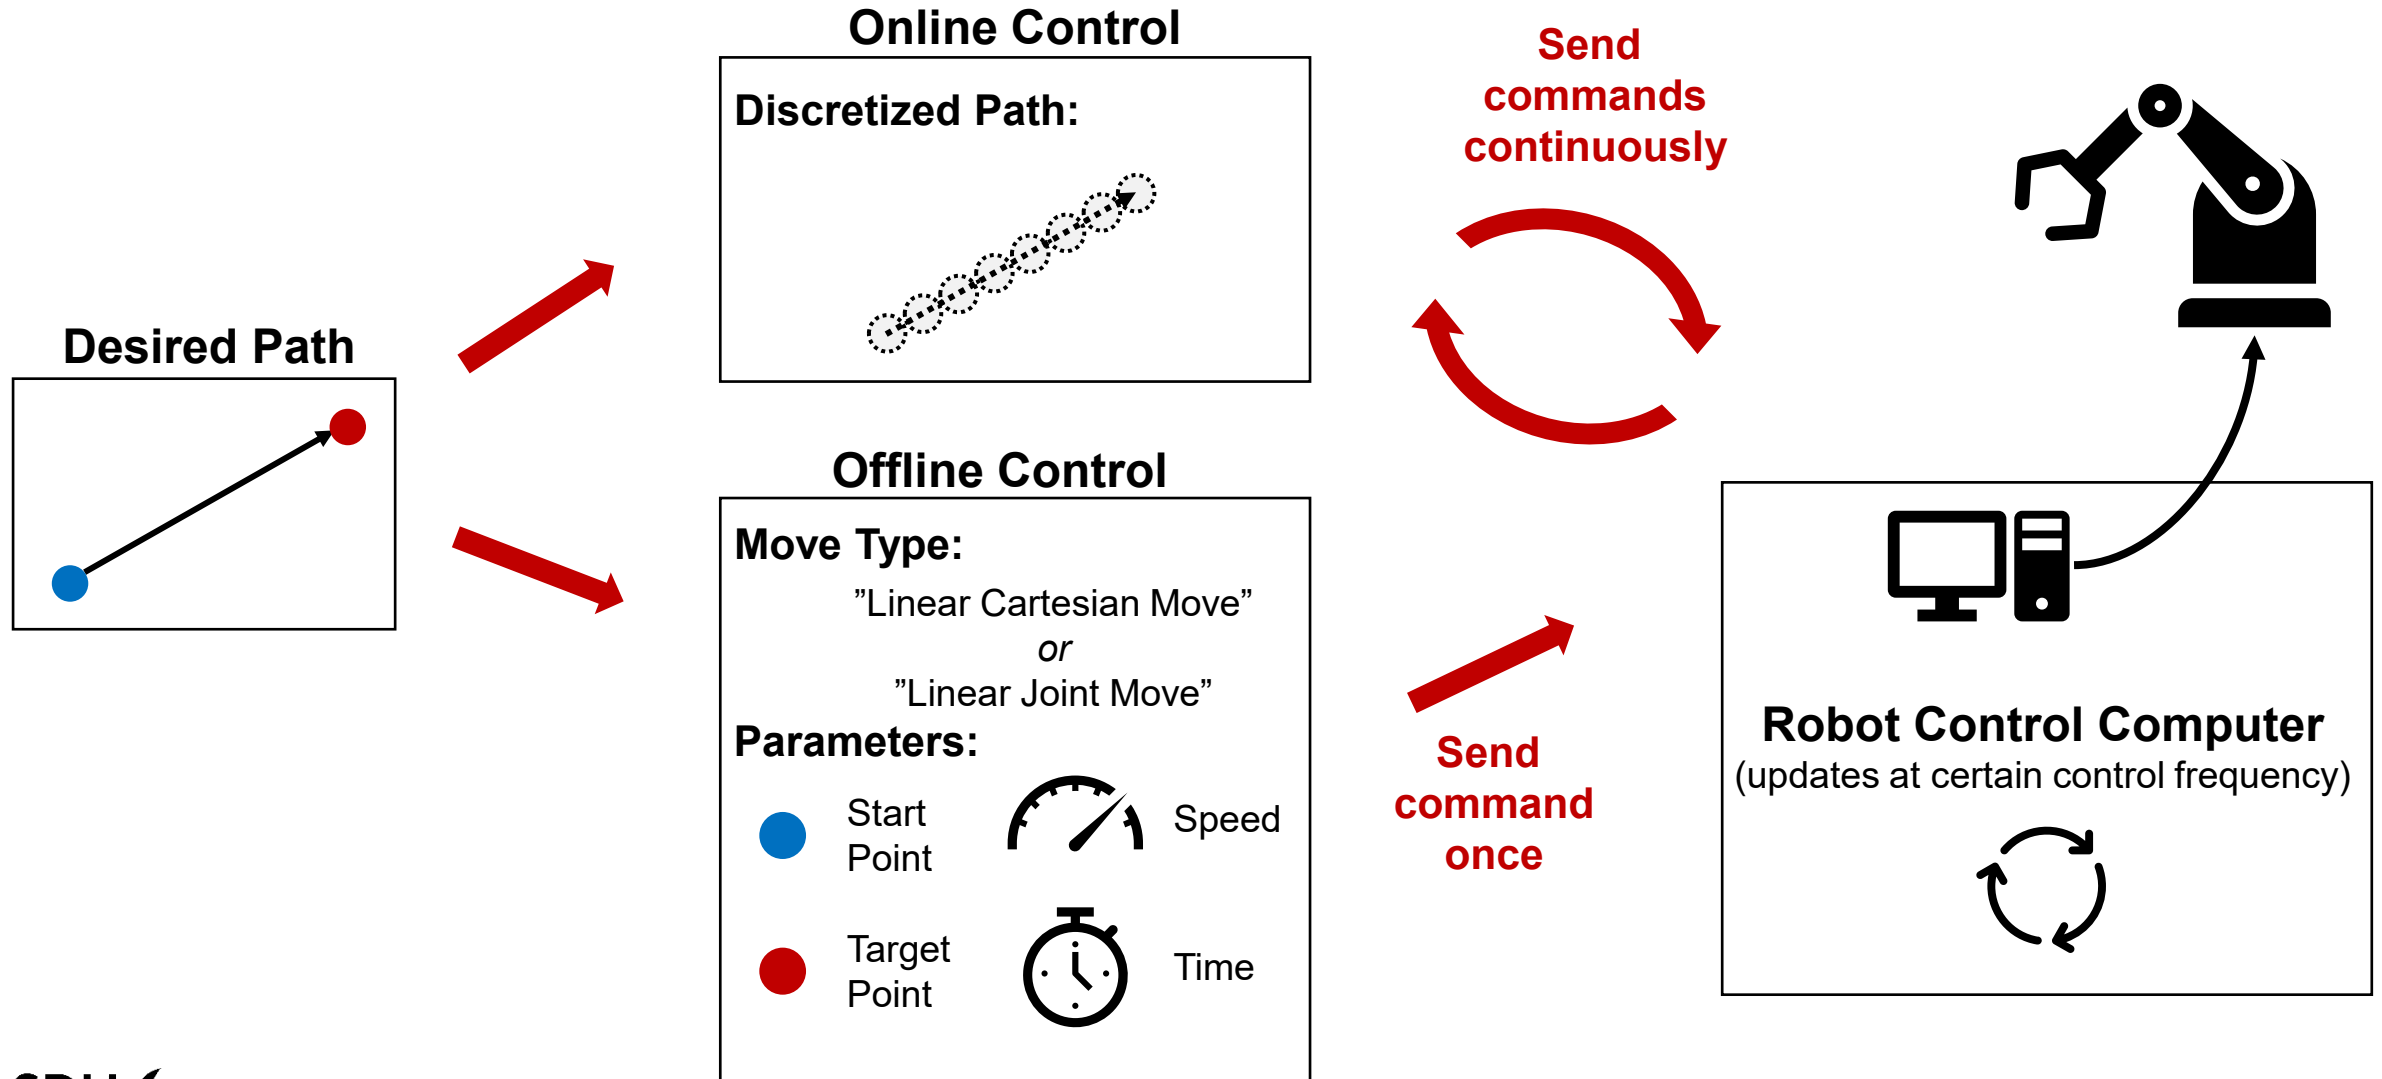 Online Control
Discretized Path:
Send
commands
continuously
Desired Path
Offline Control
Move Type:
”Linear Cartesian Move”
or
”Linear Joint Move”
Parameters:
Start
Point
Speed
Target
Point
Time
Send
command
once
Robot Control Computer
(updates at certain control frequency)